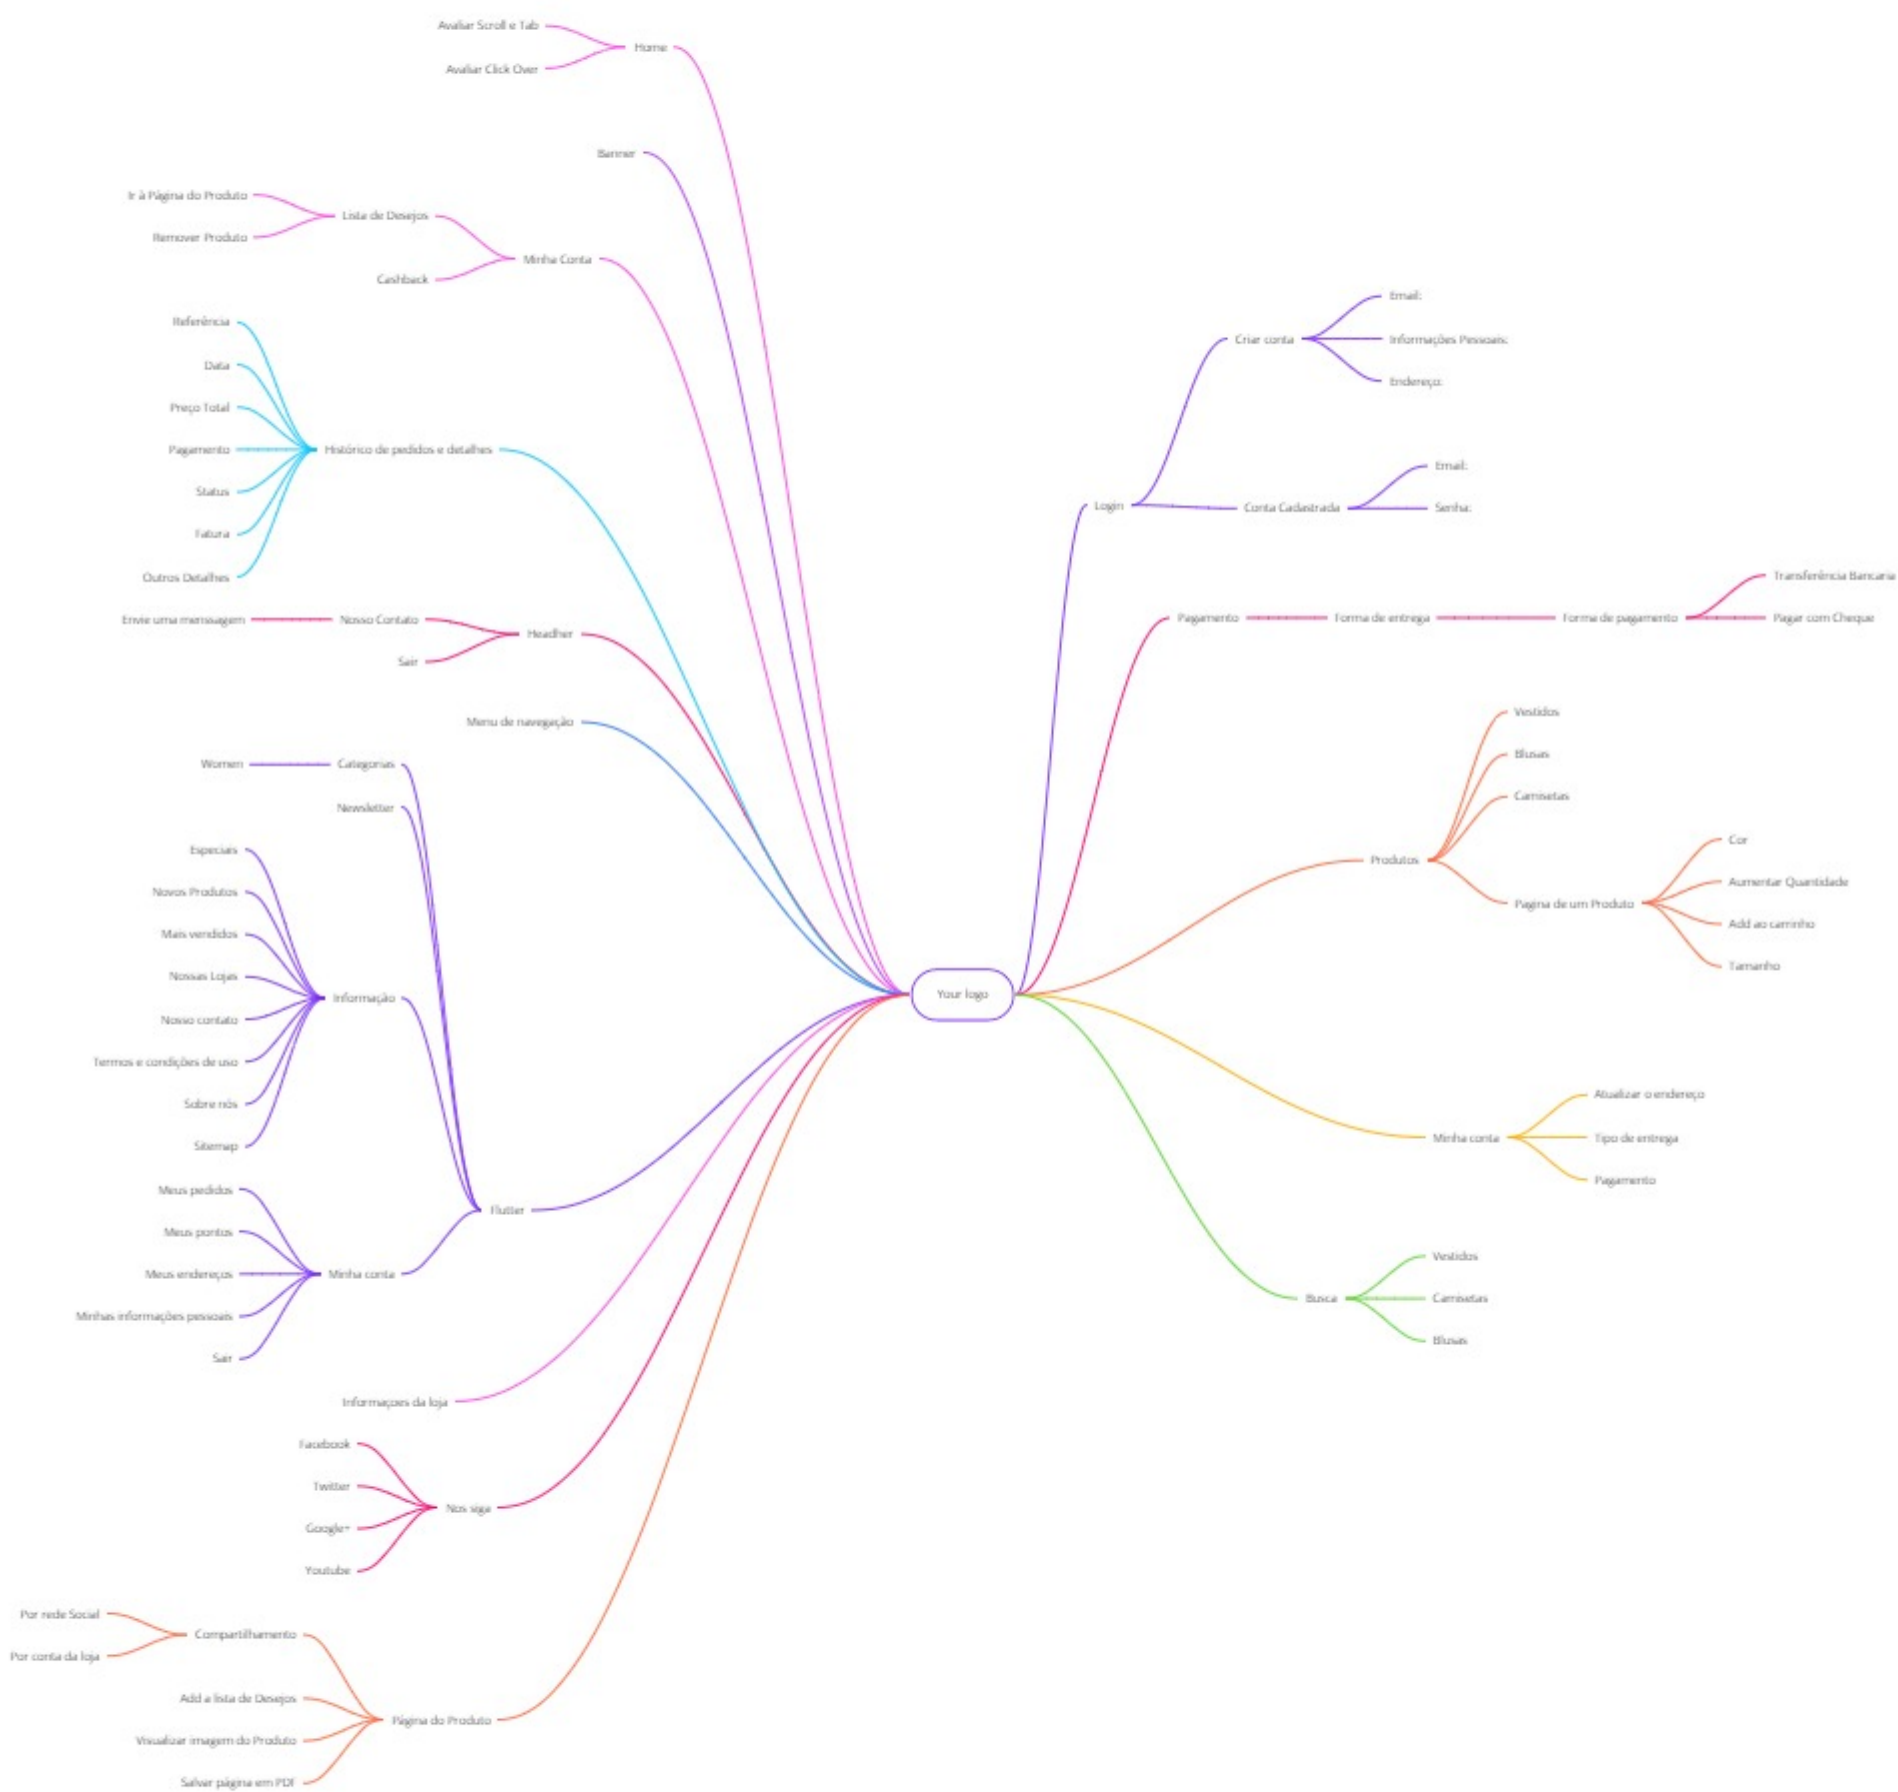 Avaliar Scroll e Tab
Avaliar Click Over
Home
Banner
Ir à Página do Produto
Remover Produto
Lista de Desejos
Cashback
Minha Conta
Referência
Data
Preço Total
Pagamento
Status
Fatura
Outros Detalhes
Histórico de pedidos e detalhes
Envie uma menssagem
Nosso Contato
Sair
Headher
Menu de navegação
Women
Categorias
Newsletter
Especiais
Novos Produtos
Mais vendidos
Nossas Lojas
Nosso contato
Termos e condições de uso
Sobre nós
Sitemap
Informação
Meus pedidos
Meus pontos
Meus endereços
Minhas informações pessoais
Sair
Minha conta
Flutter
Informaçoes da loja
Facebook
Twitter
Google+
Youtube
Nos siga
Por rede Social
Por conta da loja
Compartilhamento
Add a lista de Desejos
Visualizar imagem do Produto
Salvar página em PDF
Página do Produto
Your logo
Login
Criar conta
Email:
Informações Pessoais:
Endereço:
Conta Cadastrada
Email:
Senha:
Pagamento
Forma de entrega
Forma de pagamento
Transferência Bancaria
Pagar com Cheque
Produtos
Vestidos
Blusas
Camisetas
Pagina de um Produto
Cor
Aumentar Quantidade
Add ao carrinho
Tamanho
Minha conta
Atualizar o endereço
Tipo de entrega
Pagamento
Busca
Vestidos
Camisetas
Blusas